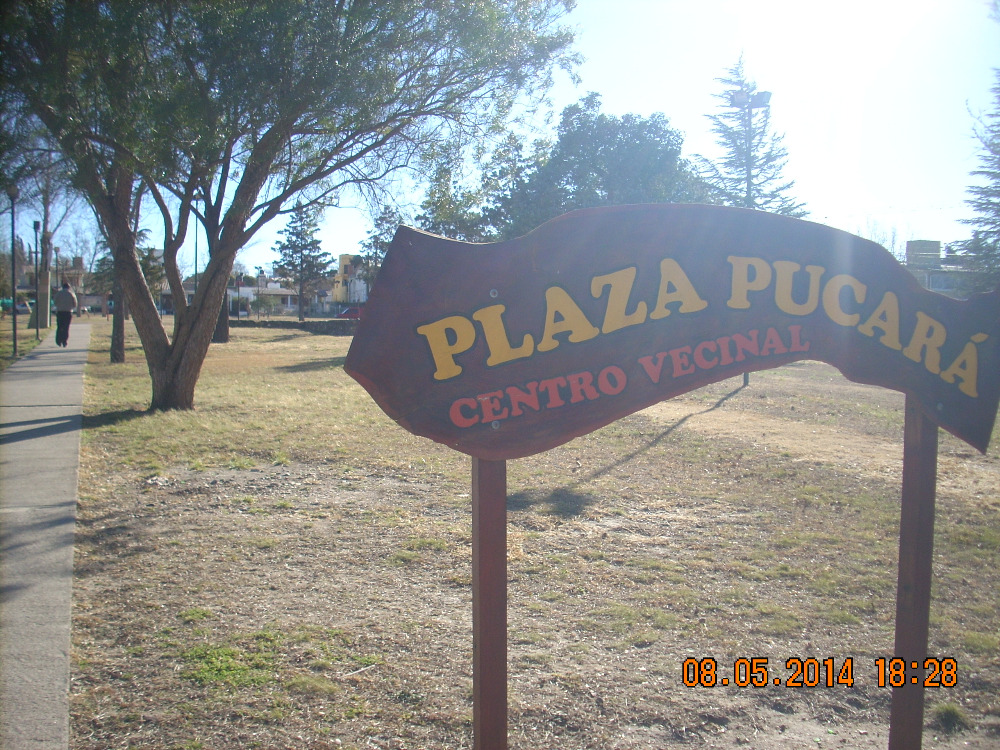 PLAZA PUCARÁ
CENTRO VECINAL
08.05.2014 18:28